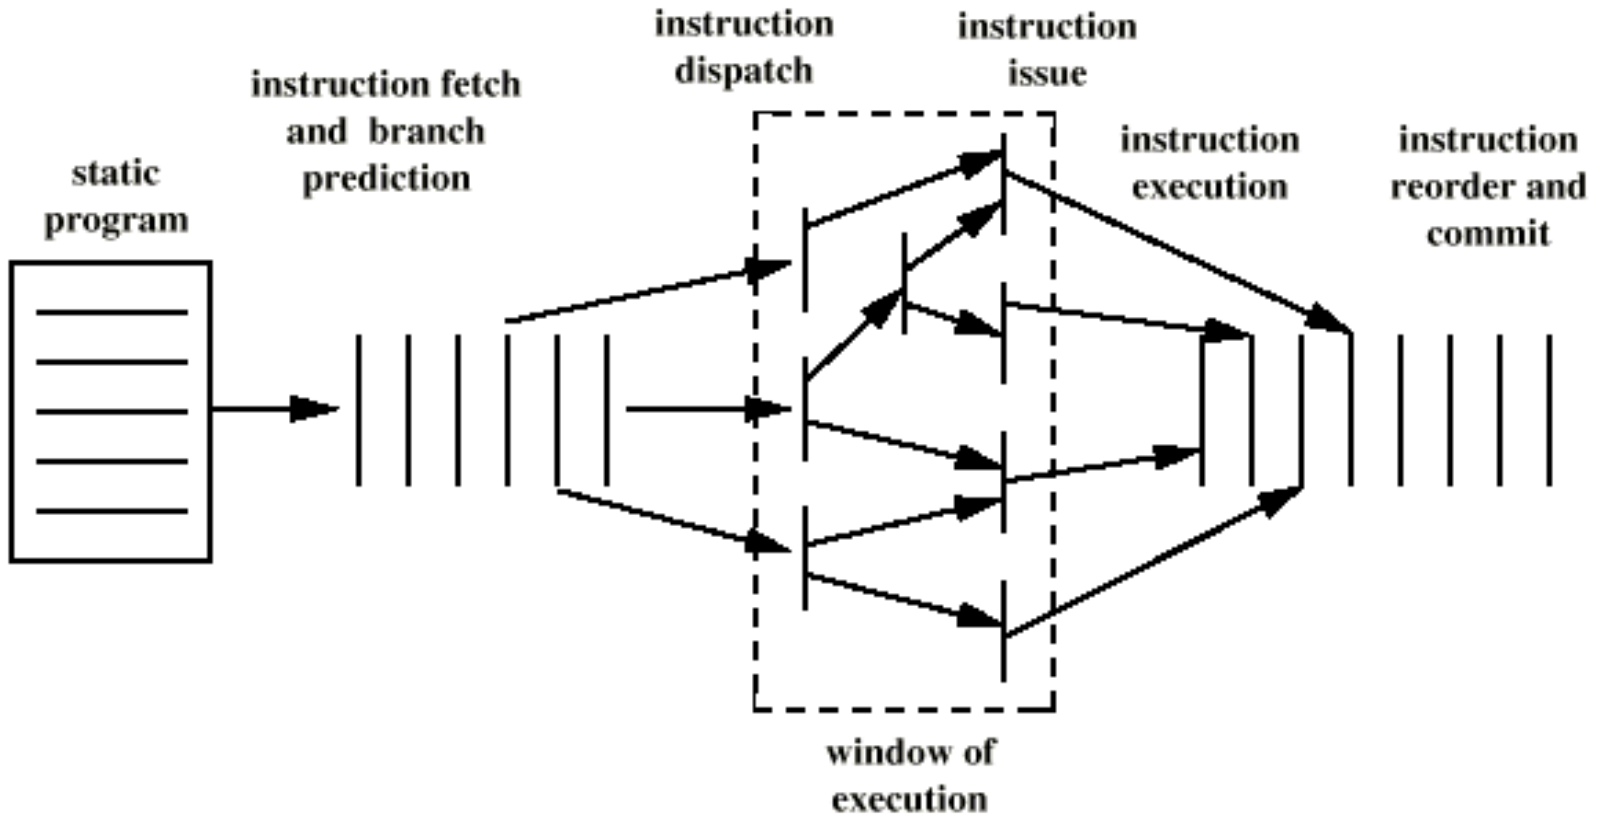 static
program
instruction fetch
and branch
prediction
instruction
dispatch
instruction
issue
instruction
execution
instruction
reorder and
commit
window of
execution